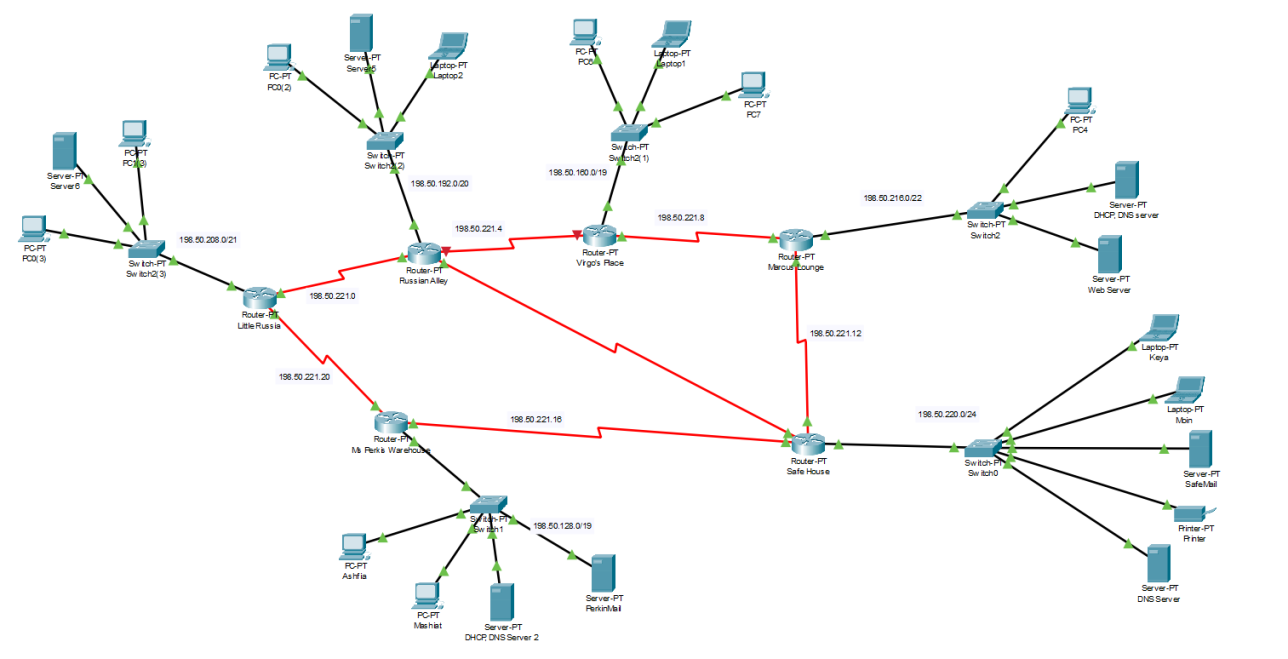 Server-PT
Server5
Laptop-PT
Laptop2
PC-PT
PC0(2)
Switch-PT
Switch2(2)
198.50.192.0/20
PC-PT
Laptop-PT
Laptop1
PC-PT
PC7
Switch-PT
Switch2(1)
198.50.160.0/19
PC-PT
PC4
198.50.216.0/22
Server-PT
DHCP, DNS server
Switch-PT
Switch2
Server-PT
Web Server
PC-PT
Server-PT
Server6
PC-PT
PC0(3)
198.50.208.0/21
Switch-PT
Switch2(3)
198.50.221.4
198.50.221.8
Router-PT
Russian Alley
Router-PT
Virgo's Place
Router-PT
Marcus Lounge
198.50.221.0
Router-PT
Little Russia
198.50.221.12
198.50.221.20
198.50.221.16
Router-PT
Ms Perkis Warehouse
Router-PT
Safe House
198.50.220.0/24
Switch-PT
Switch0
Laptop-PT
Keya
Laptop-PT
Server-PT
SafeMail
Printer-PT
Printer
Server-PT
DNS Server
Switch-PT
Switch1
198.50.128.0/19
PC-PT
Ashfia
PC-PT
Mashiat
Server-PT
DHCP, DNS Server 2
Server-PT
PerkinMail